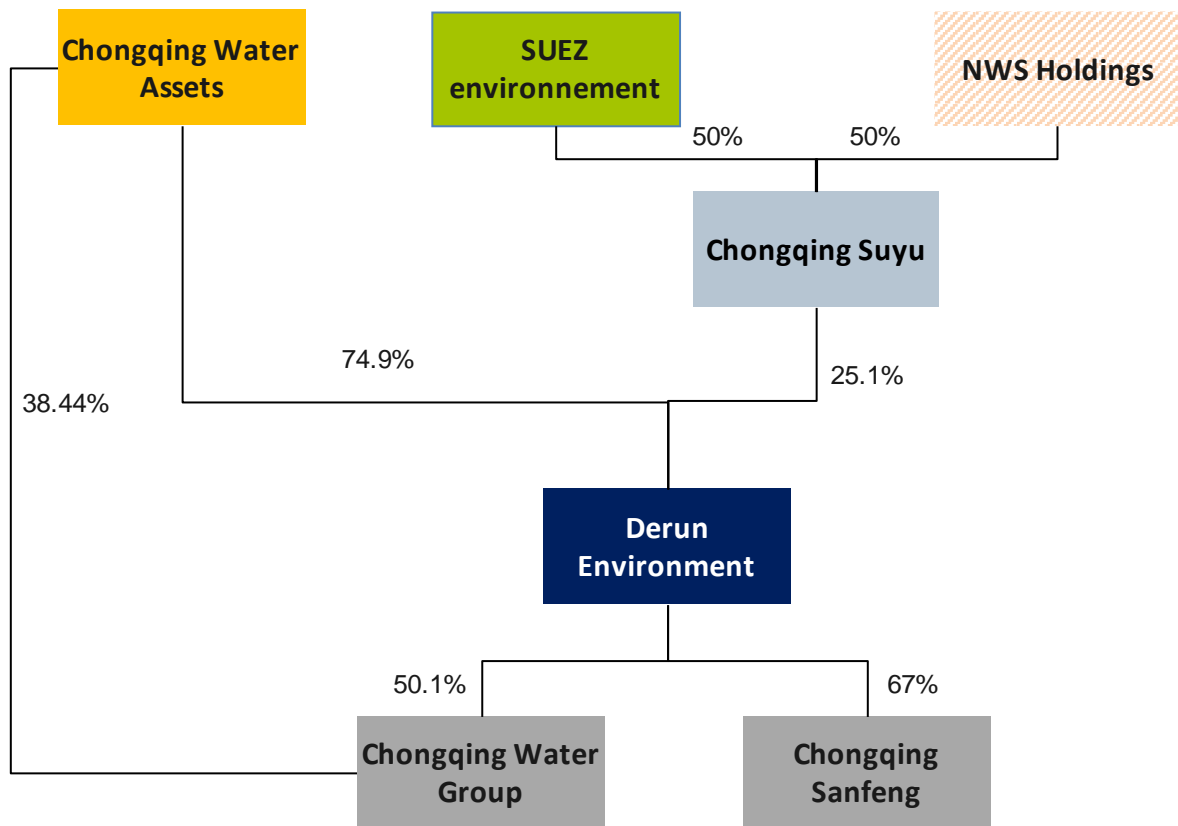 Chongqing Water
Assets
SUEZ
environnement
NWS Holdings
50%
50%
Chongqing Suyu
74.9%
25.1%
38.44%
Derun
Environment
50.1%
67%
Chongqing Water
Group
Chongqing
Sanfeng